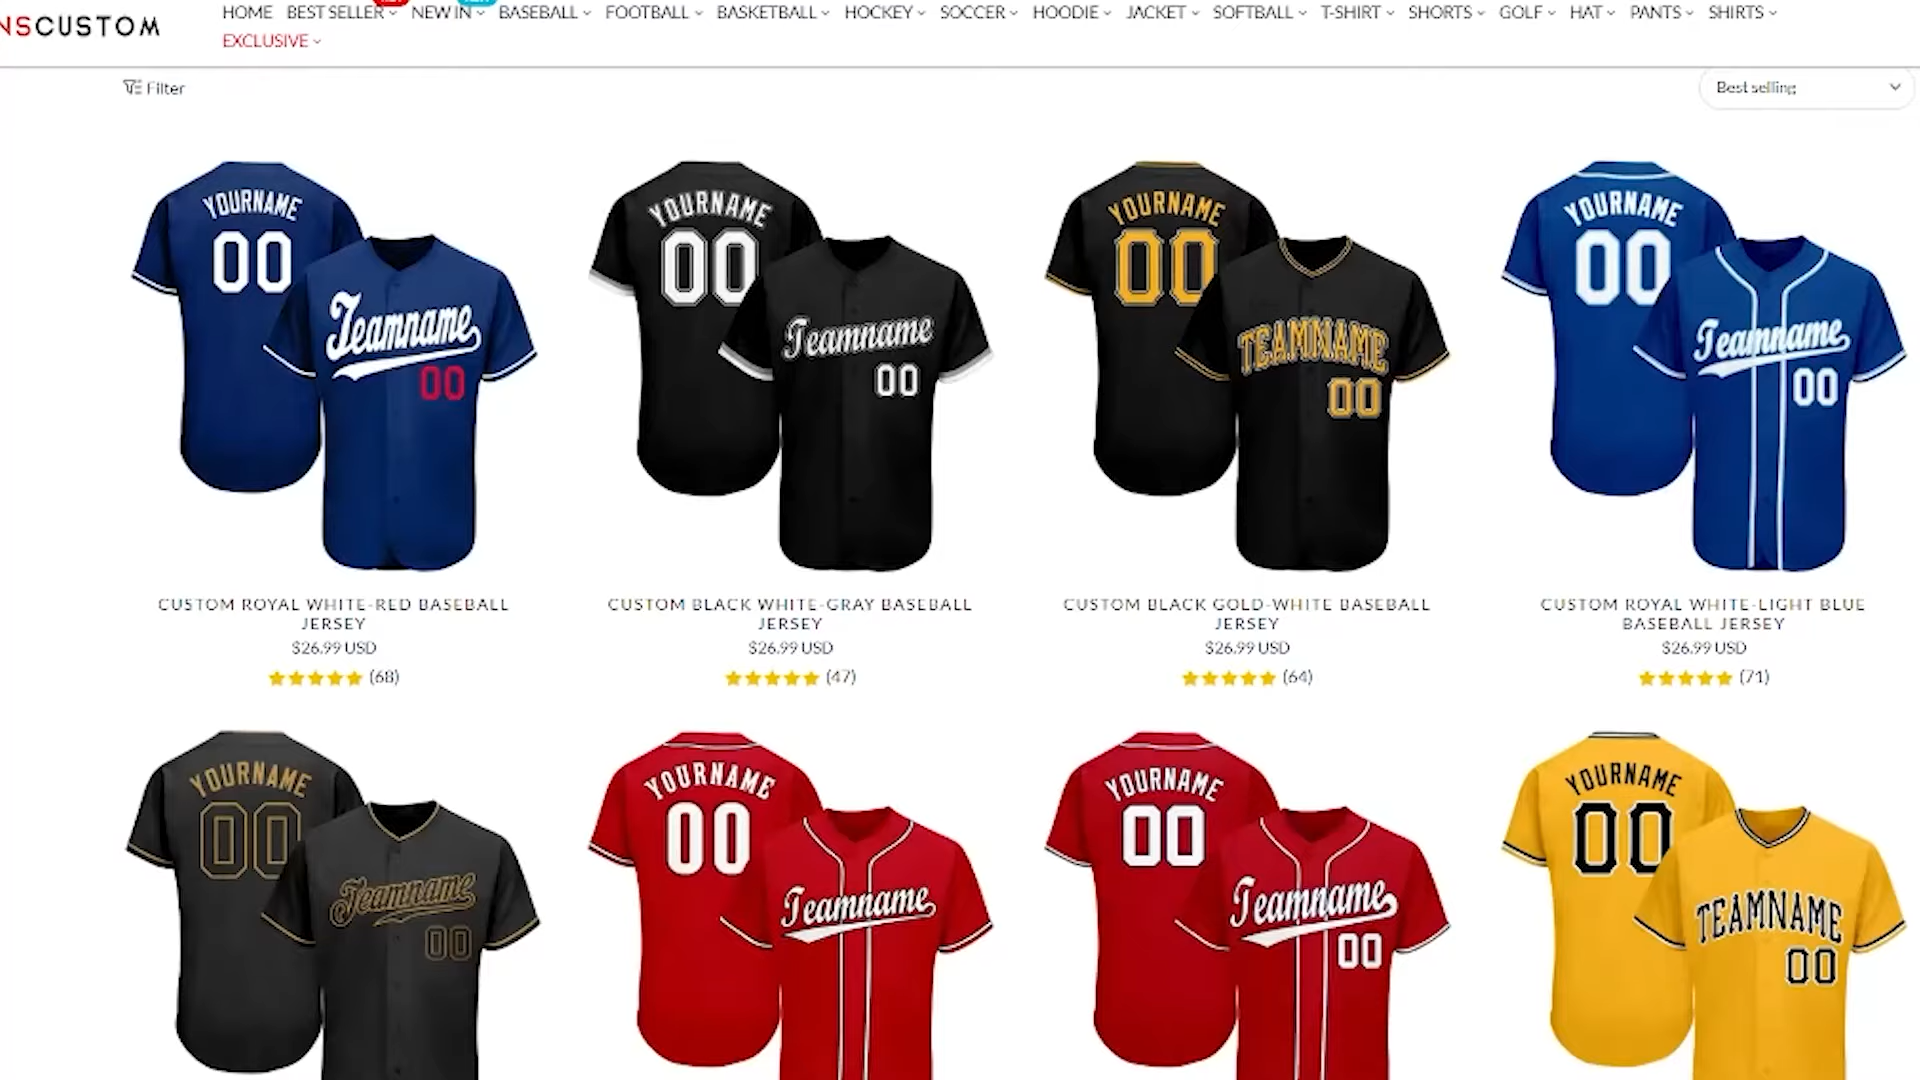 NSCUSTOM
HOME BEST SELLER NEW IN BASEBALL FOOTBALL BASKETBALL HOCKEY SOCCER HOODIE JACKET SOFTBALL T-SHIRT SHORTS GOLF HAT PANTS SHIRTS
EXCLUSIVE
Filter
Best selling
YOURNAME
00
Teamname
00
YOURNAME
00
Teamname
00
YOURNAME
00
TEAMNAME
00
YOURNAME
00
Teamname
00
CUSTOM ROYAL WHITE-RED BASEBALL
JERSEY
$26.99 USD
(68)
CUSTOM BLACK WHITE-GRAY BASEBALL
JERSEY
$26.99 USD
(47)
CUSTOM BLACK GOLD-WHITE BASEBALL
JERSEY
$26.99 USD
(64)
CUSTOM ROYAL WHITE-LIGHT BLUE
BASEBALL JERSEY
$26.99 USD
(71)
YOURNAME
00
Teamname
00
YOURNAME
00
Teamname
YOURNAME
00
Teamname
00
YOURNAME
00
TEAMNAME
00